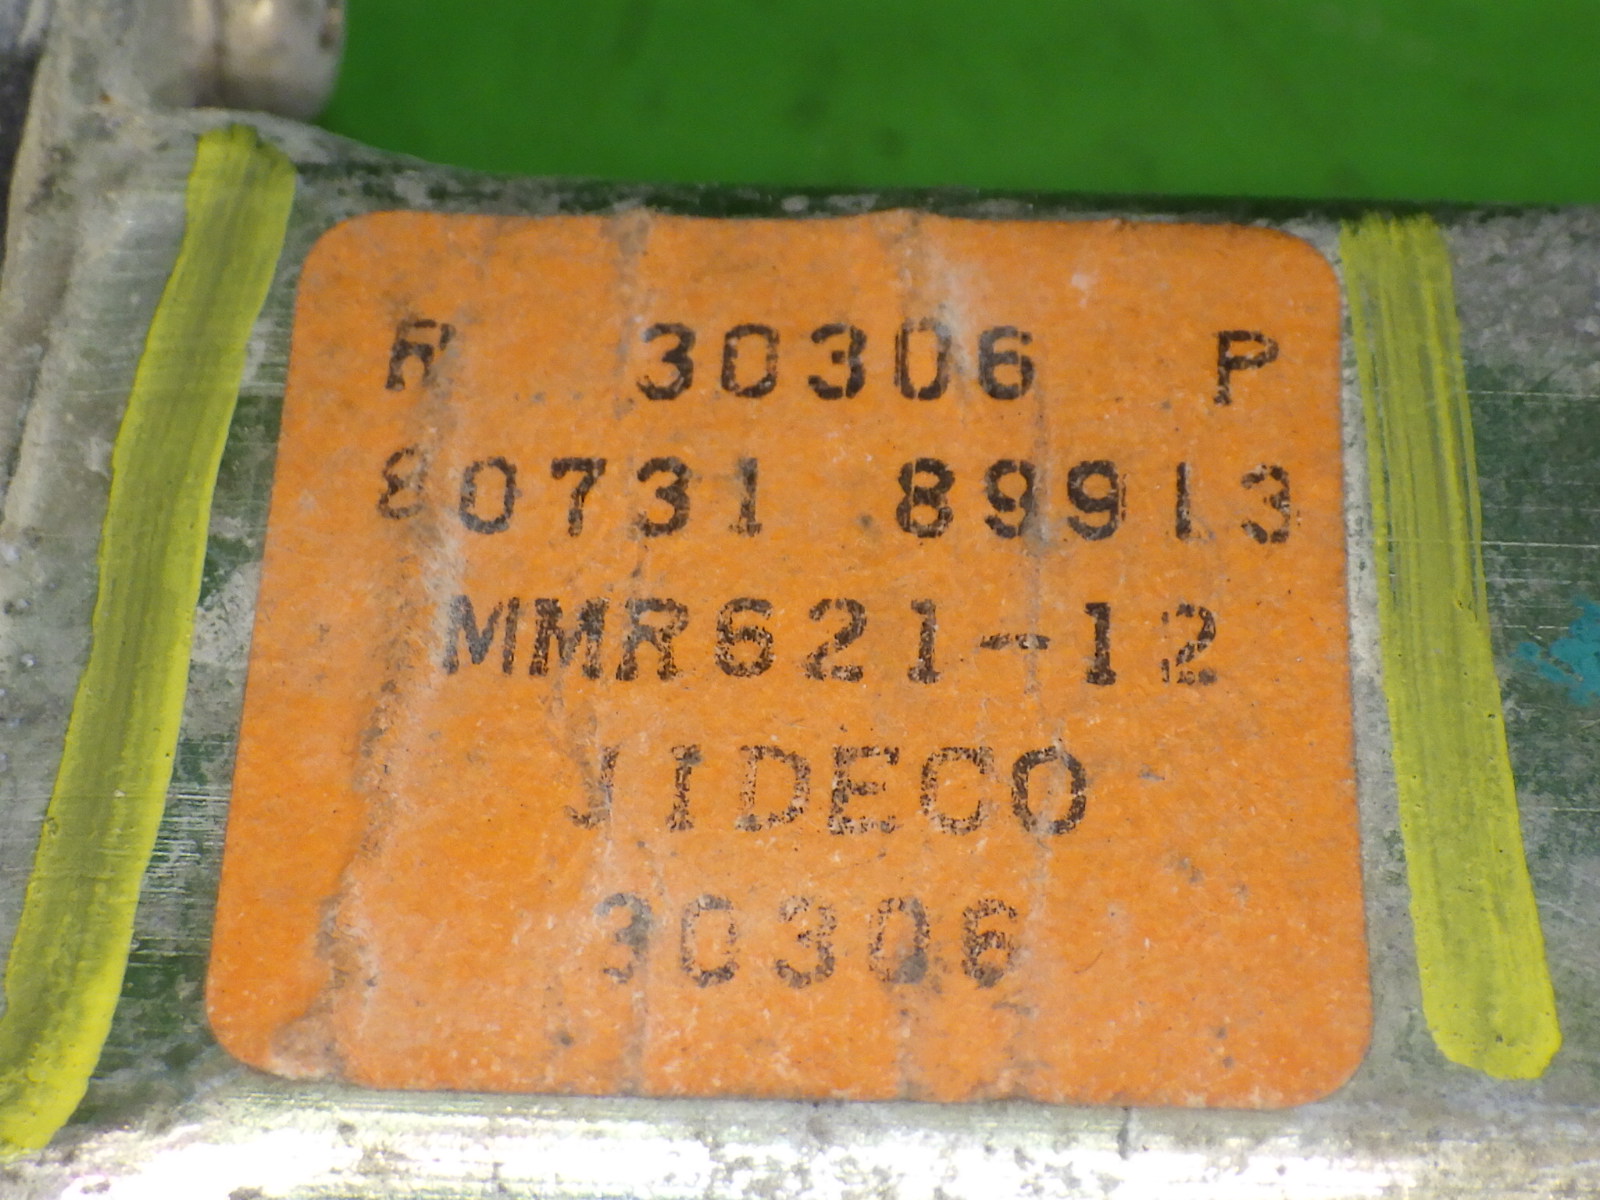 R 30306 P
80731 89913
MMR621-12
JIDECO
30306